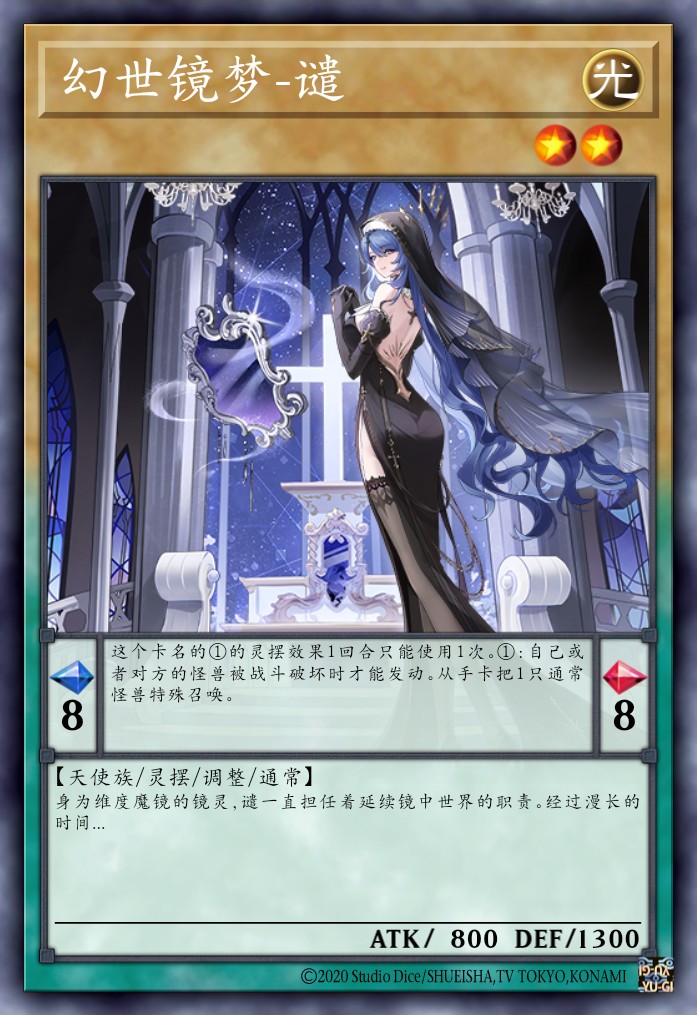 幻世镜梦-谴
光
这个卡名的①的灵摆效果1回合只能使用1次。①:自己或
者对方的怪兽被战斗破坏时才能发动。从手卡把1只通常
怪兽特殊召唤。
8
8
【天使族/灵摆/调整/通常】
身为维度魔镜的镜灵,谴一直担任着延续镜中世界的职责。经过漫长的
时间...
ATK/ 800 DEF/1300
©2020 Studio Dice/SHUEISHA,TV TOKYO,KONAMI
YU-GI